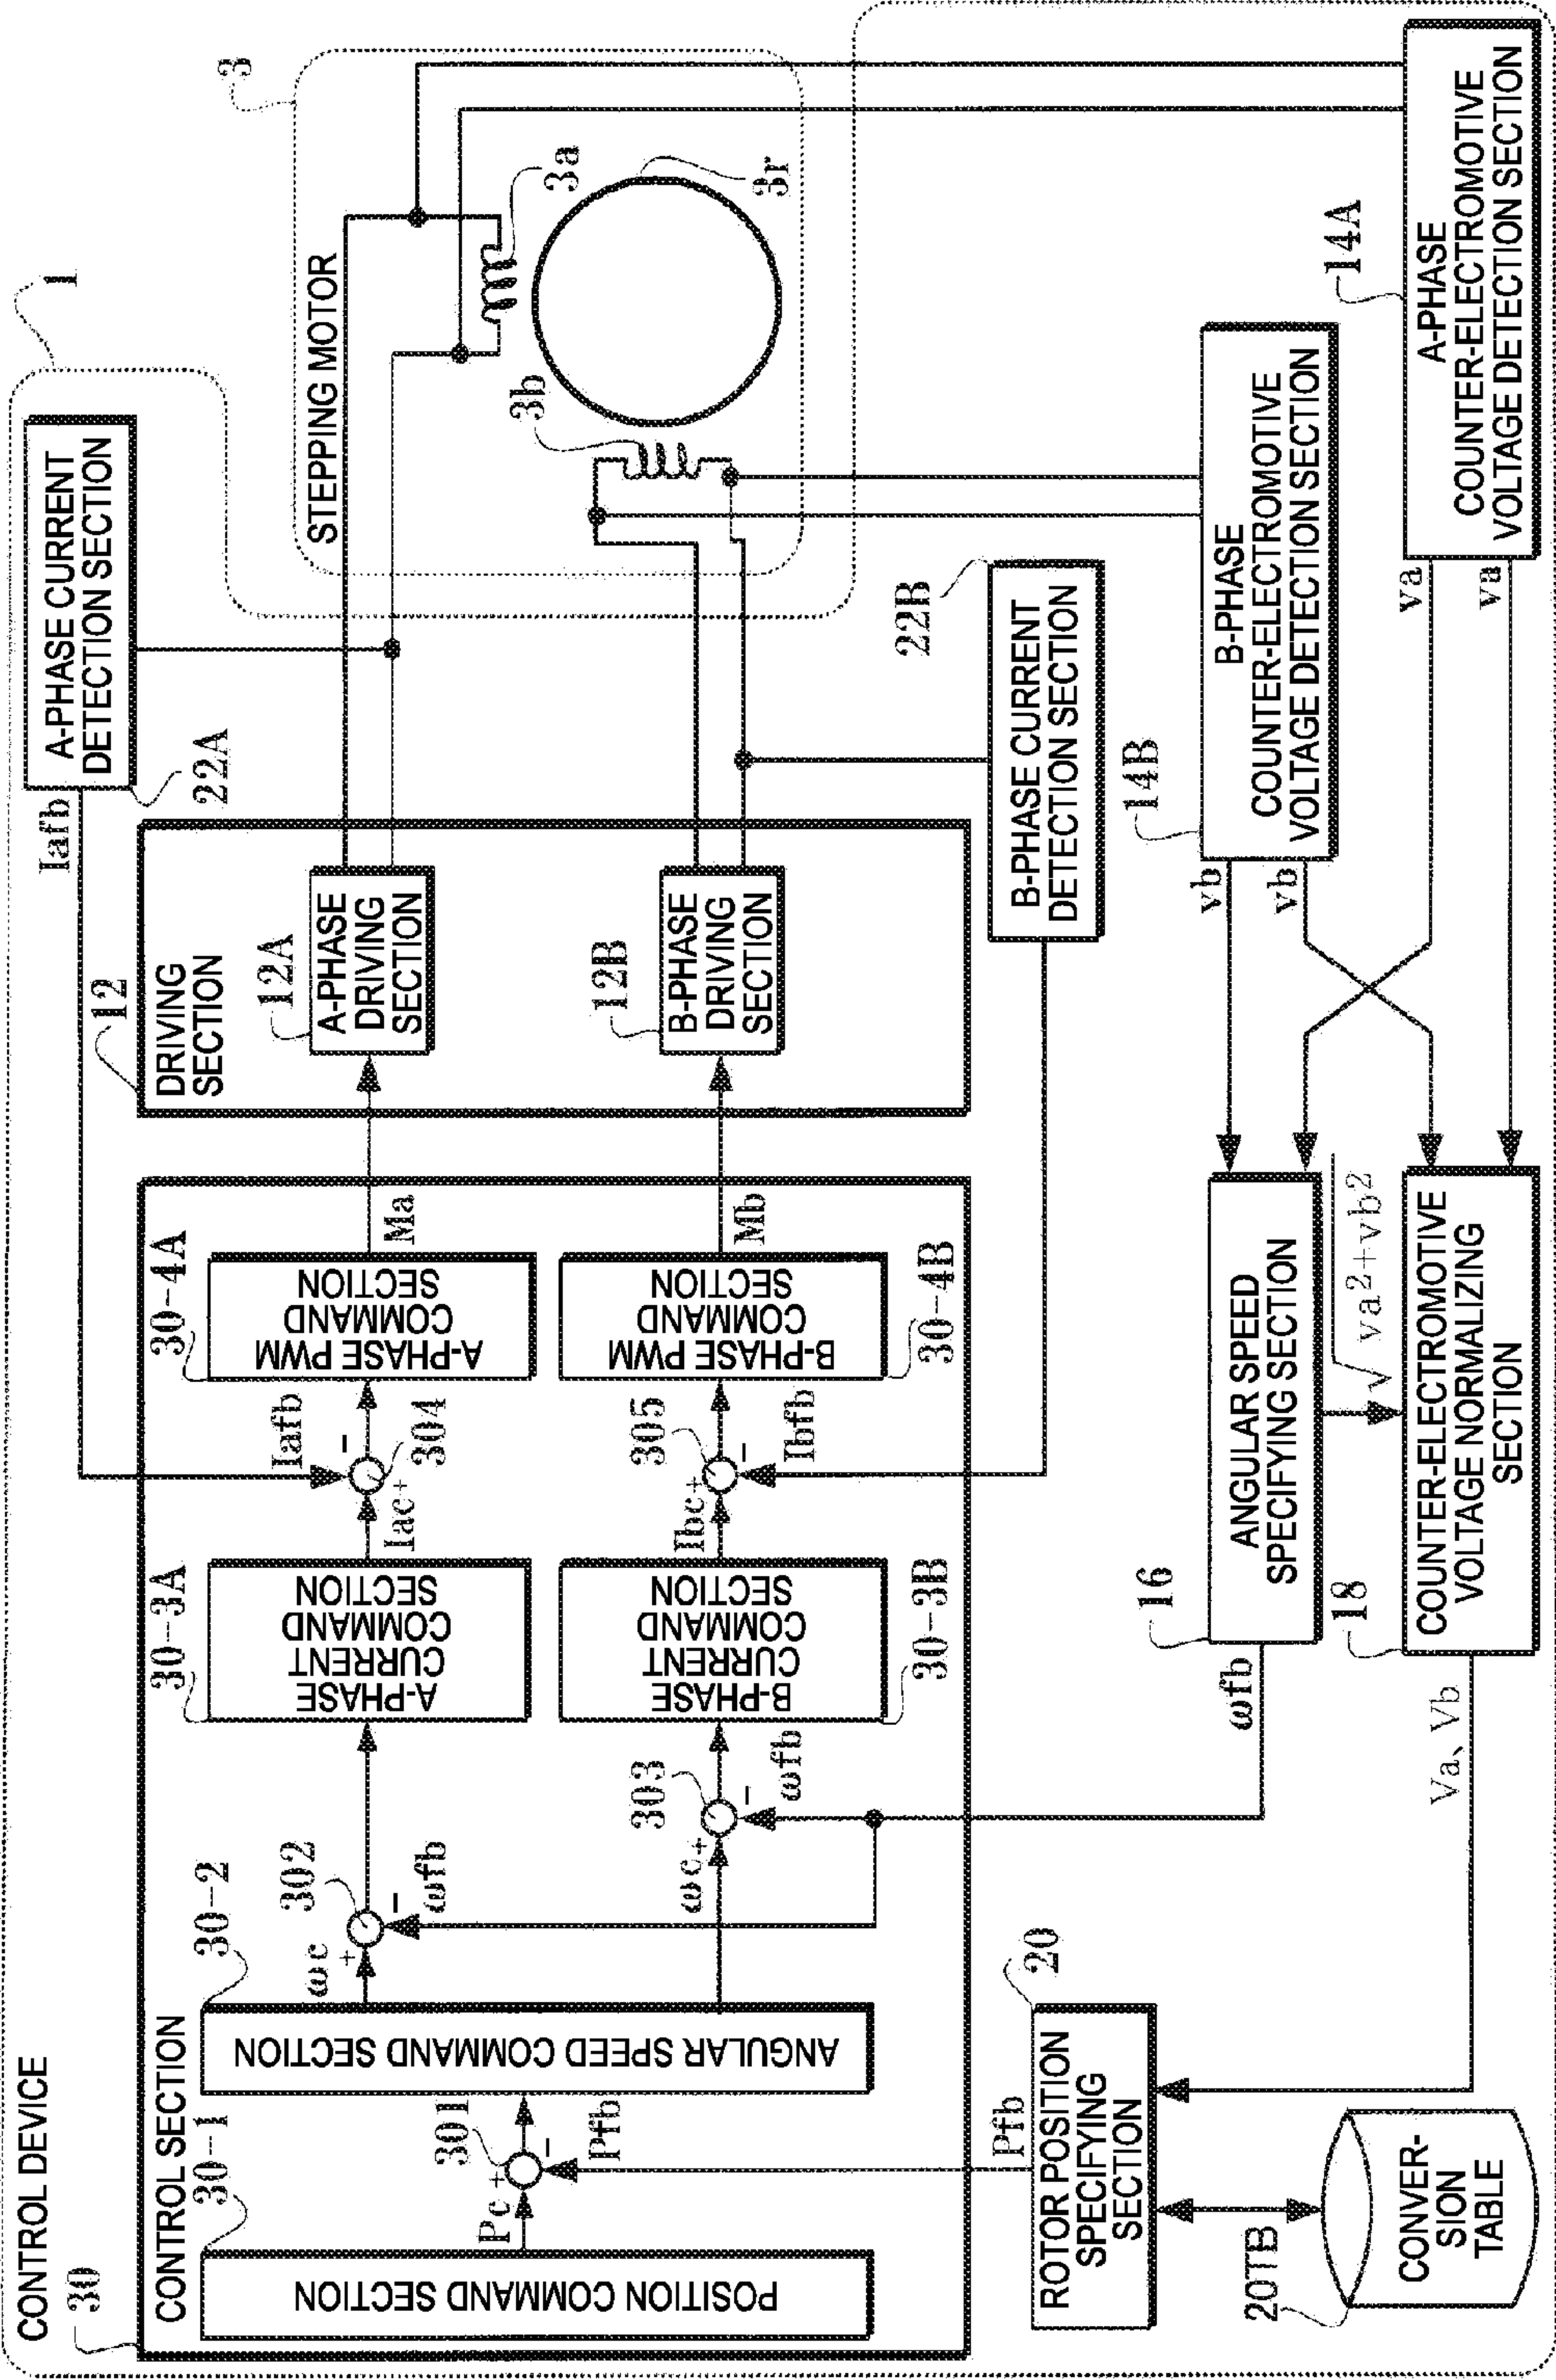 CONTROL DEVICE
1
30
CONTROL SECTION
30-1
POSITION COMMAND SECTION
Pc
+
301
-
Pfb
30-2
ANGULAR SPEED COMMAND SECTION
ωc
+
302
-
ωfb
ωc
+
303
-
ωfb
30-3A
A-PHASE
CURRENT
COMMAND
SECTION
30-3B
B-PHASE
CURRENT
COMMAND
SECTION
Iac
+
304
-
Iafb
Ibc
+
305
-
Ibfb
30-4A
A-PHASE PWM
COMMAND
SECTION
30-4B
B-PHASE PWM
COMMAND
SECTION
Ma
Mb
12
DRIVING
SECTION
12A
A-PHASE
DRIVING
SECTION
12B
B-PHASE
DRIVING
SECTION
Iafb
22A
A-PHASE CURRENT
DETECTION SECTION
22B
B-PHASE CURRENT
DETECTION SECTION
3
STEPPING MOTOR
3a
3b
3r
14B
B-PHASE
COUNTER-ELECTROMOTIVE
VOLTAGE DETECTION SECTION
vb
vb
14A
A-PHASE
COUNTER-ELECTROMOTIVE
VOLTAGE DETECTION SECTION
va
va
16
ANGULAR SPEED
SPECIFYING SECTION
ωfb
√va2+vb2
18
COUNTER-ELECTROMOTIVE
VOLTAGE NORMALIZING
SECTION
Va、Vb
20
ROTOR POSITION
SPECIFYING
SECTION
Pfb
20TB
CONVER-
SION
TABLE